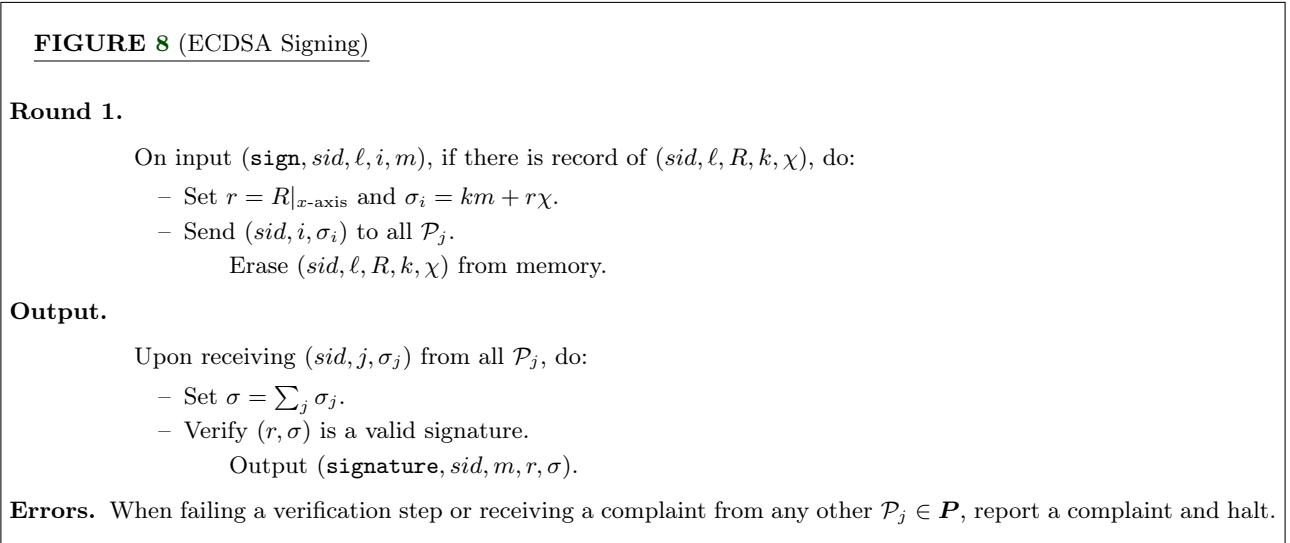 FIGURE 8 (ECDSA Signing)
Round 1.
On input (sign, sid, ℓ, i, m), if there is record of (sid, ℓ, R, k, χ), do:
– Set r = R|x-axis and σᵢ = km + rχ.
– Send (sid, i, σᵢ) to all 𝒫ⱼ.
Erase (sid, ℓ, R, k, χ) from memory.
Output.
Upon receiving (sid, j, σⱼ) from all 𝒫ⱼ, do:
– Set σ = ∑ⱼ σⱼ.
– Verify (r, σ) is a valid signature.
Output (signature, sid, m, r, σ).
Errors. When failing a verification step or receiving a complaint from any other 𝒫ⱼ ∈ 𝑷, report a complaint and halt.